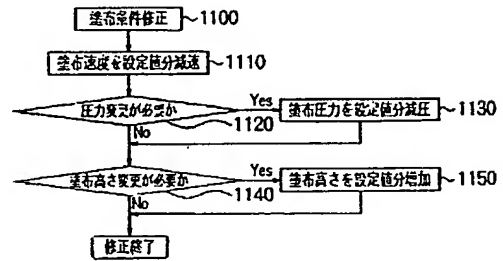 塗布条件修正 1100
塗布速度を設定値分減速 1110
圧力変更が必要か Yes 塗布圧力を設定値分減圧 1130
No 1120
塗布高さ変更が必要か Yes 塗布高さを設定値分増加 1150
No 1140
修正終了